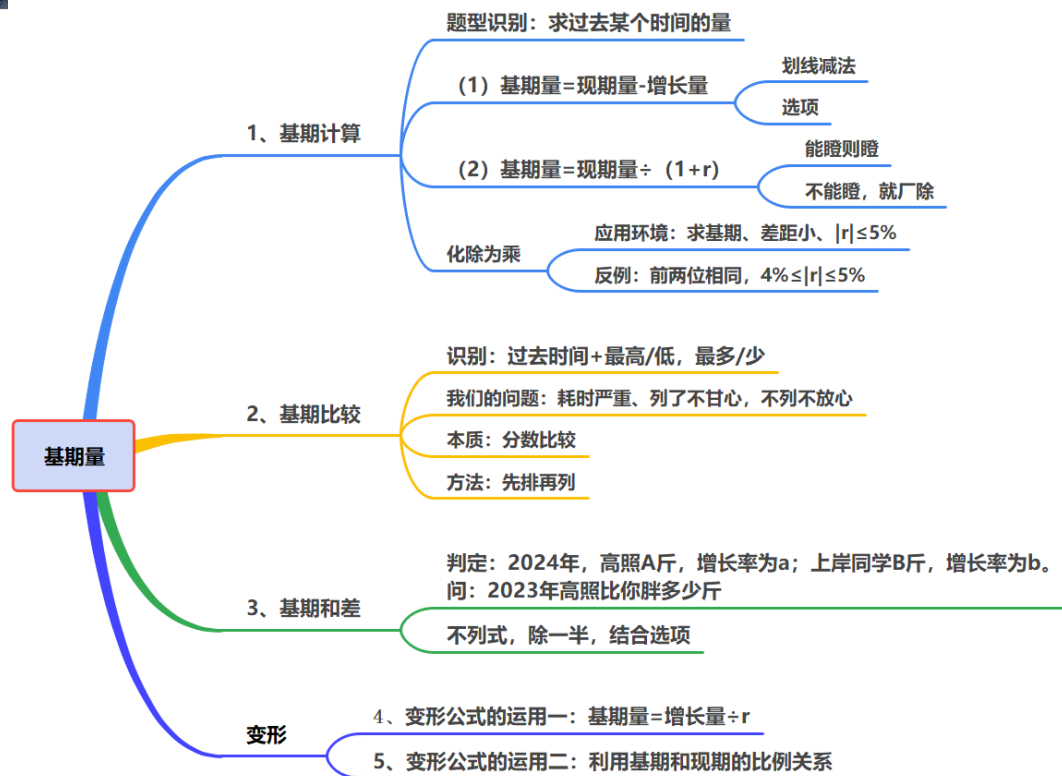 题型识别：求过去某个时间的量
（1）基期量=现期量-增长量
划线减法
选项
1、基期计算
（2）基期量=现期量÷（1+r）
能瞪则瞪
不能瞪，就厂除
化除为乘
应用环境：求基期、差距小、|r|≤5%
反例：前两位相同，4%≤|r|≤5%
识别：过去时间+最高/低，最多/少
我们的问题：耗时严重、列了不甘心，不列不放心
2、基期比较
本质：分数比较
方法：先排再列
基期量
判定：2024年，高照A斤，增长率为a；上岸同学B斤，增长率为b。
问：2023年高照比你胖多少斤
3、基期和差
不列式，除一半，结合选项
变形
4、变形公式的运用一：基期量=增长量÷r
5、变形公式的运用二：利用基期和现期的比例关系